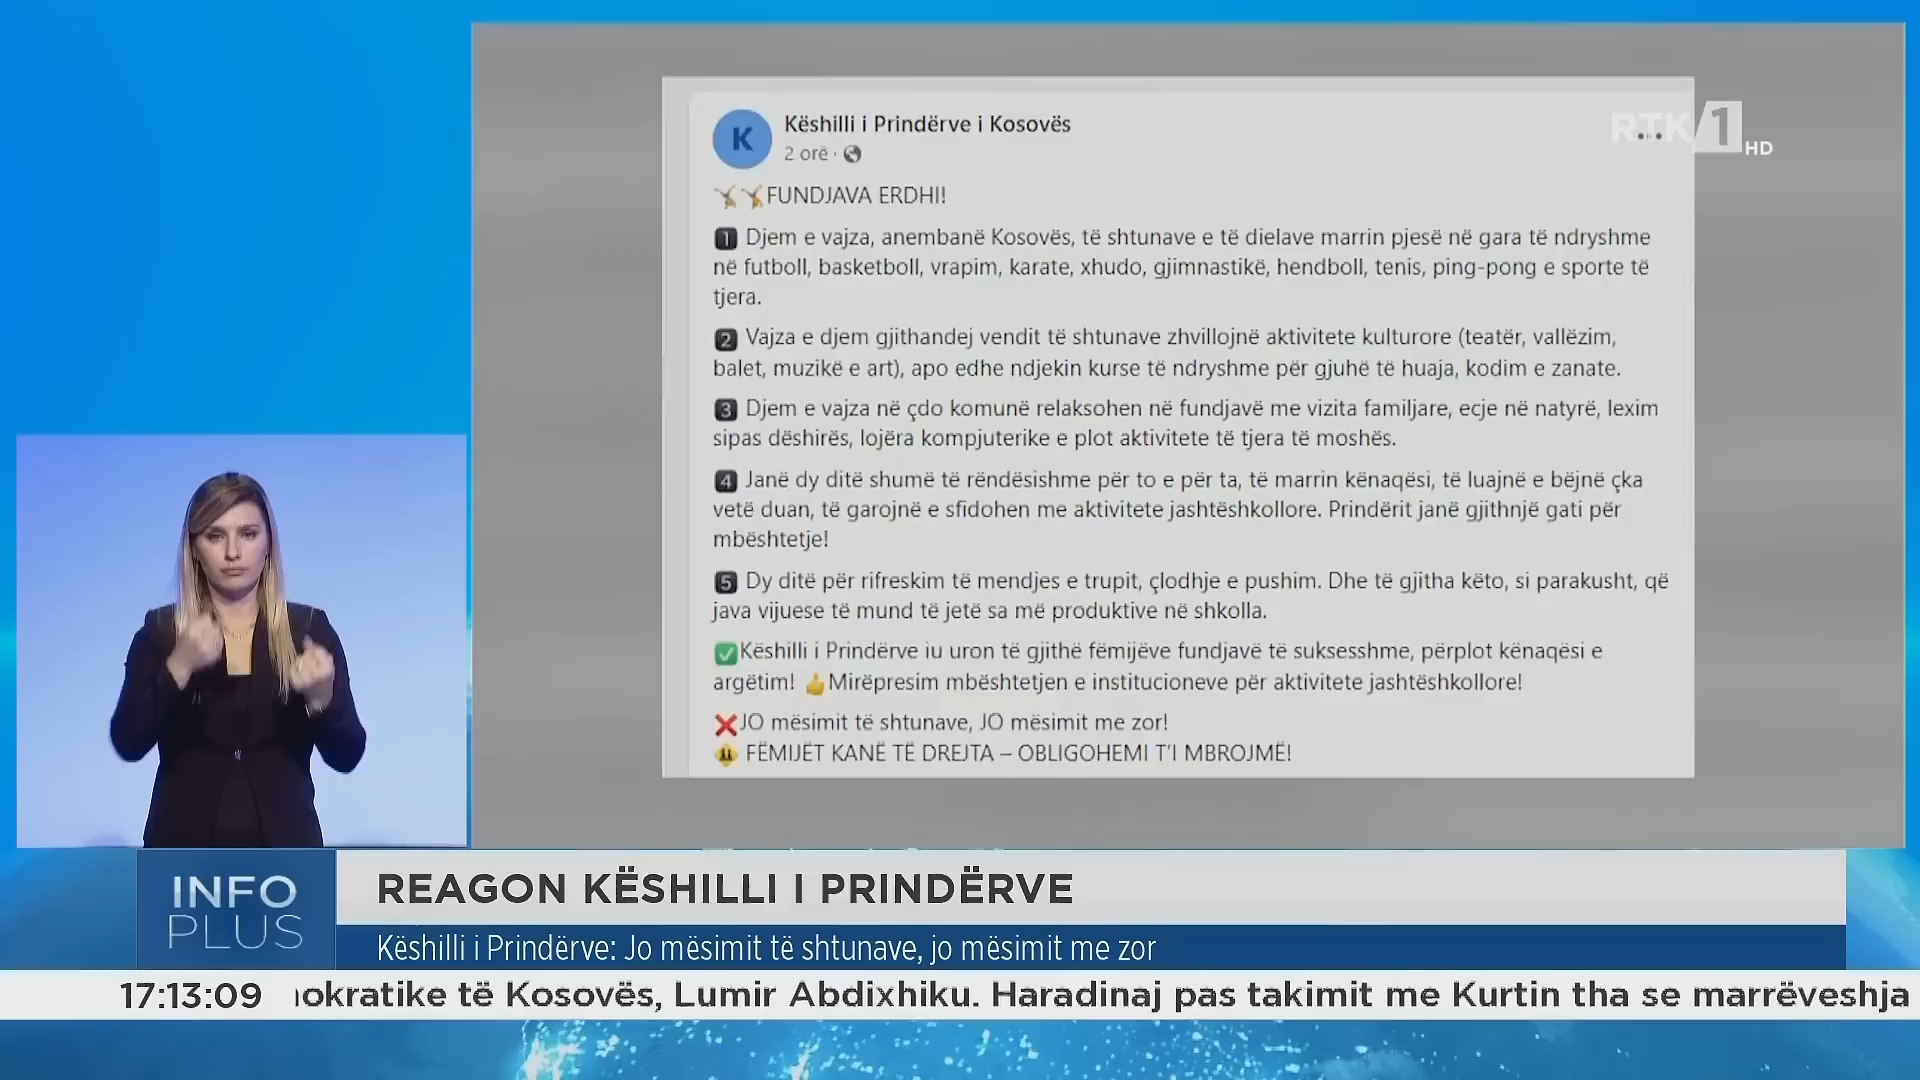 K
Këshilli i Prindërve i Kosovës
2 orë ·
RTK/1 HD
FUNDJAVA ERDHI!
1 Djem e vajza, anembanë Kosovës, të shtunave e të dielave marrin pjesë në gara të ndryshme
në futboll, basketboll, vrapim, karate, xhudo, gjimnastikë, hendboll, tenis, ping-pong e sporte të
tjera.
2 Vajza e djem gjithandej vendit të shtunave zhvillojnë aktivitete kulturore (teatër, vallëzim,
balet, muzikë e art), apo edhe ndjekin kurse të ndryshme për gjuhë të huaja, kodim e zanate.
3 Djem e vajza në çdo komunë relaksohen në fundjavë me vizita familjare, ecje në natyrë, lexim
sipas dëshirës, lojëra kompjuterike e plot aktivitete të tjera të moshës.
4 Janë dy ditë shumë të rëndësishme për to e për ta, të marrin kënaqësi, të luajnë e bëjnë çka
vetë duan, të garojnë e sfidohen me aktivitete jashtëshkollore. Prindërit janë gjithnjë gati për
mbështetje!
5 Dy ditë për rifreskim të mendjes e trupit, çlodhje e pushim. Dhe të gjitha këto, si parakusht, që
java vijuese të mund të jetë sa më produktive në shkolla.
✅Këshilli i Prindërve iu uron të gjithë fëmijëve fundjavë të suksesshme, përplot kënaqësi e
argëtim! 👍Mirëpresim mbështetjen e institucioneve për aktivitete jashtëshkollore!
❌JO mësimit të shtunave, JO mësimit me zor!
FËMIJËT KANË TË DREJTA – OBLIGOHEMI T'I MBROJMË!
INFO
PLUS
REAGON KËSHILLI I PRINDËRVE
Këshilli i Prindërve: Jo mësimit të shtunave, jo mësimit me zor
17:13:09 okratike të Kosovës, Lumir Abdixhiku. Haradinaj pas takimit me Kurtin tha se marrëveshja